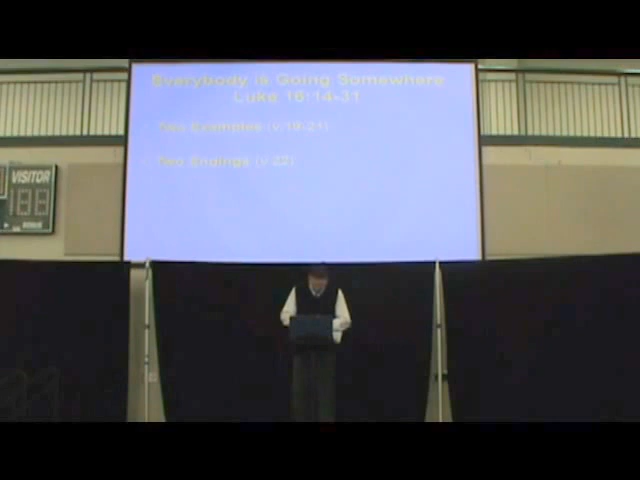 Everybody is Going Somewhere
Luke 16:14-31
Two Examples (v.19-21)
Two Endings (v.22)
VISITOR